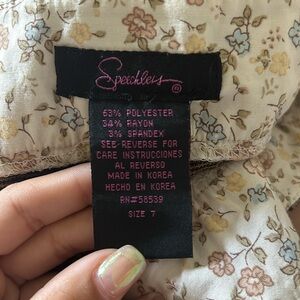 Speechless ®
63% POLYESTER
34% RAYON
3% SPANDEX
SEE REVERSE FOR
CARE INSTRUCCIONES
AL REVERSO
MADE IN KOREA
HECHO EN KOREA
RN#58539
SIZE 7